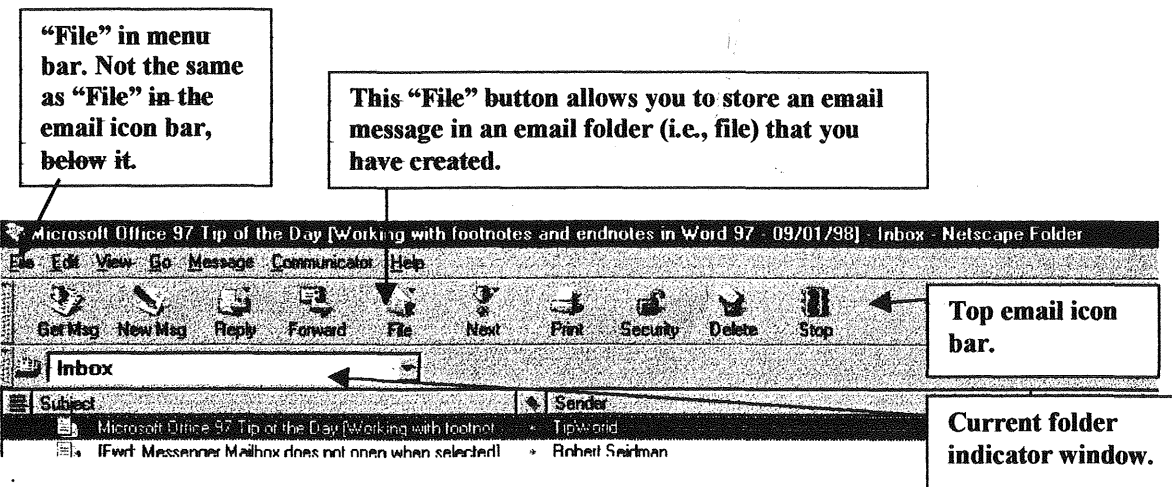 “File” in menu
bar. Not the same
as “File” in the
email icon bar,
below it.
This “File” button allows you to store an email
message in an email folder (i.e., file) that you
have created.
Microsoft Office 97 Tip of the Day [Working with footnotes and endnotes in Word 97 - 09/01/98] - Inbox - Netscape Folder
File Edit View Go Message Communicator Help
Get Msg New Msg Reply Forward File Next Print Security Delete Stop
Top email icon
bar.
Inbox
Subject Sender
Microsoft Office 97 Tip of the Day [Working with footnot TipWorld
[Fwd: Messenger Mailbox does not open when selected] Robert Seidman
Current folder
indicator window.